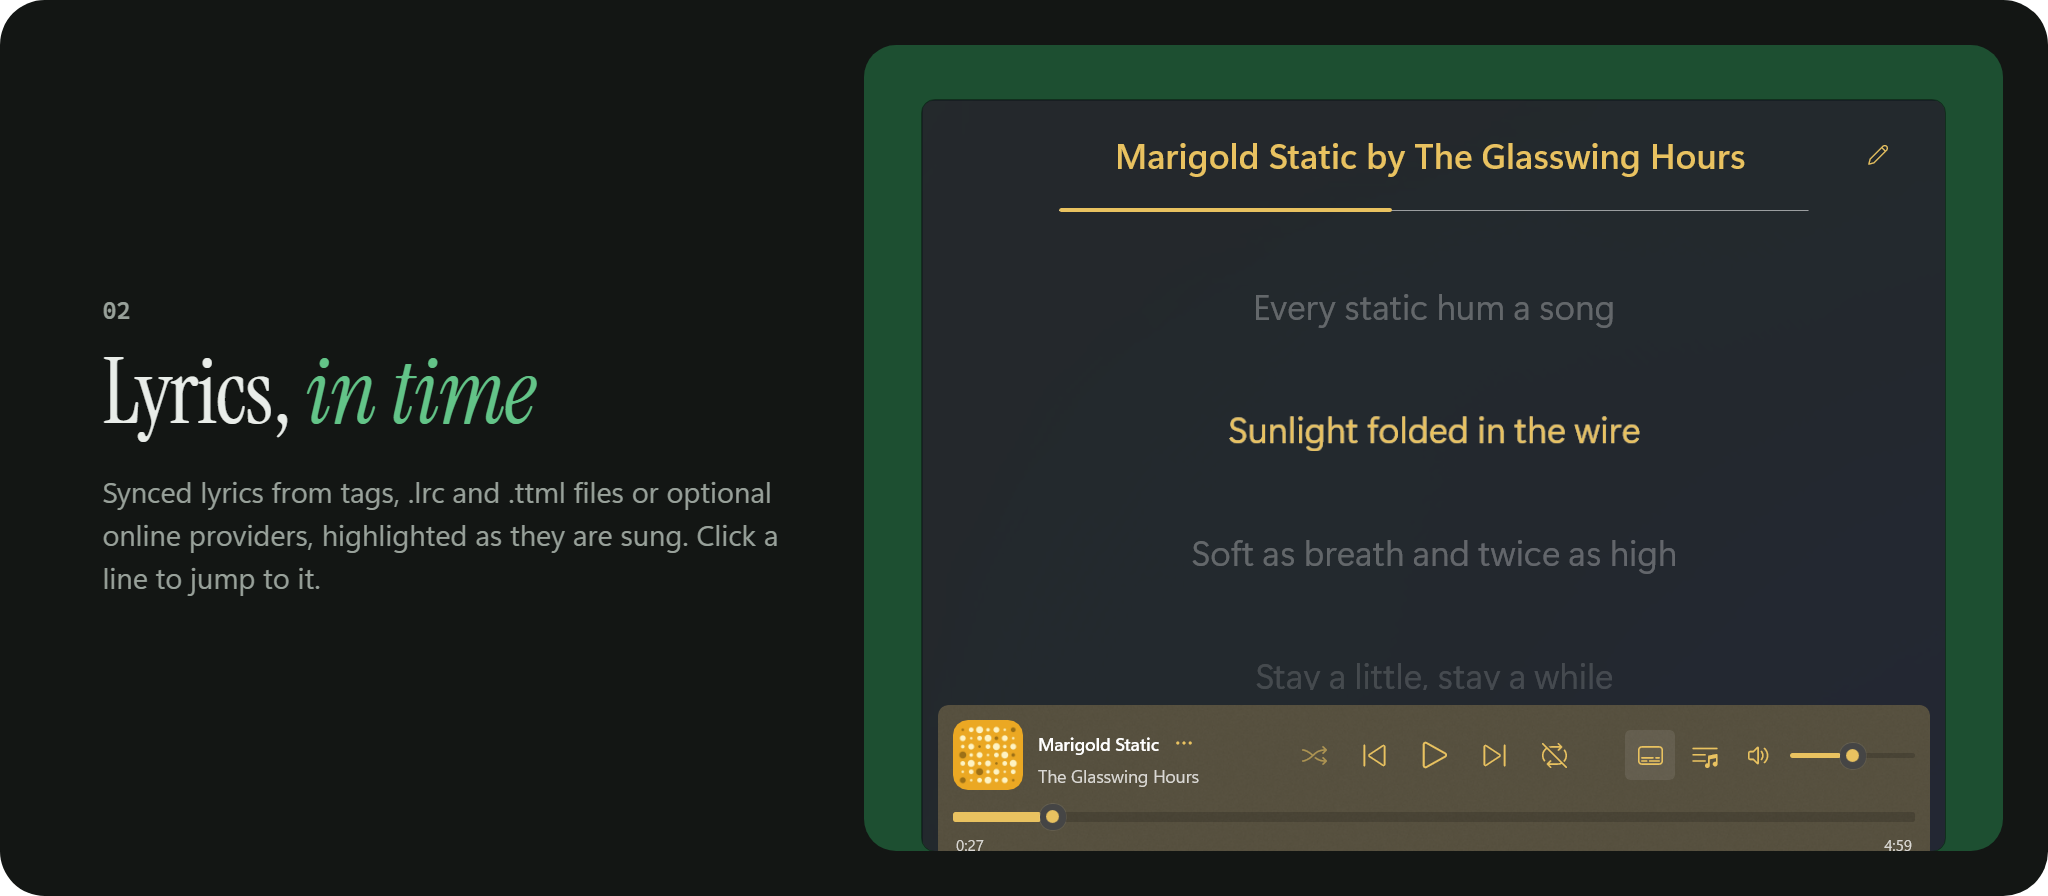 02
Lyrics, in time
Synced lyrics from tags, .lrc and .ttml files or optional
online providers, highlighted as they are sung. Click a
line to jump to it.
Marigold Static by The Glasswing Hours
Every static hum a song
Sunlight folded in the wire
Soft as breath and twice as high
Stay a little, stay a while
Marigold Static
The Glasswing Hours
0:27
4:59